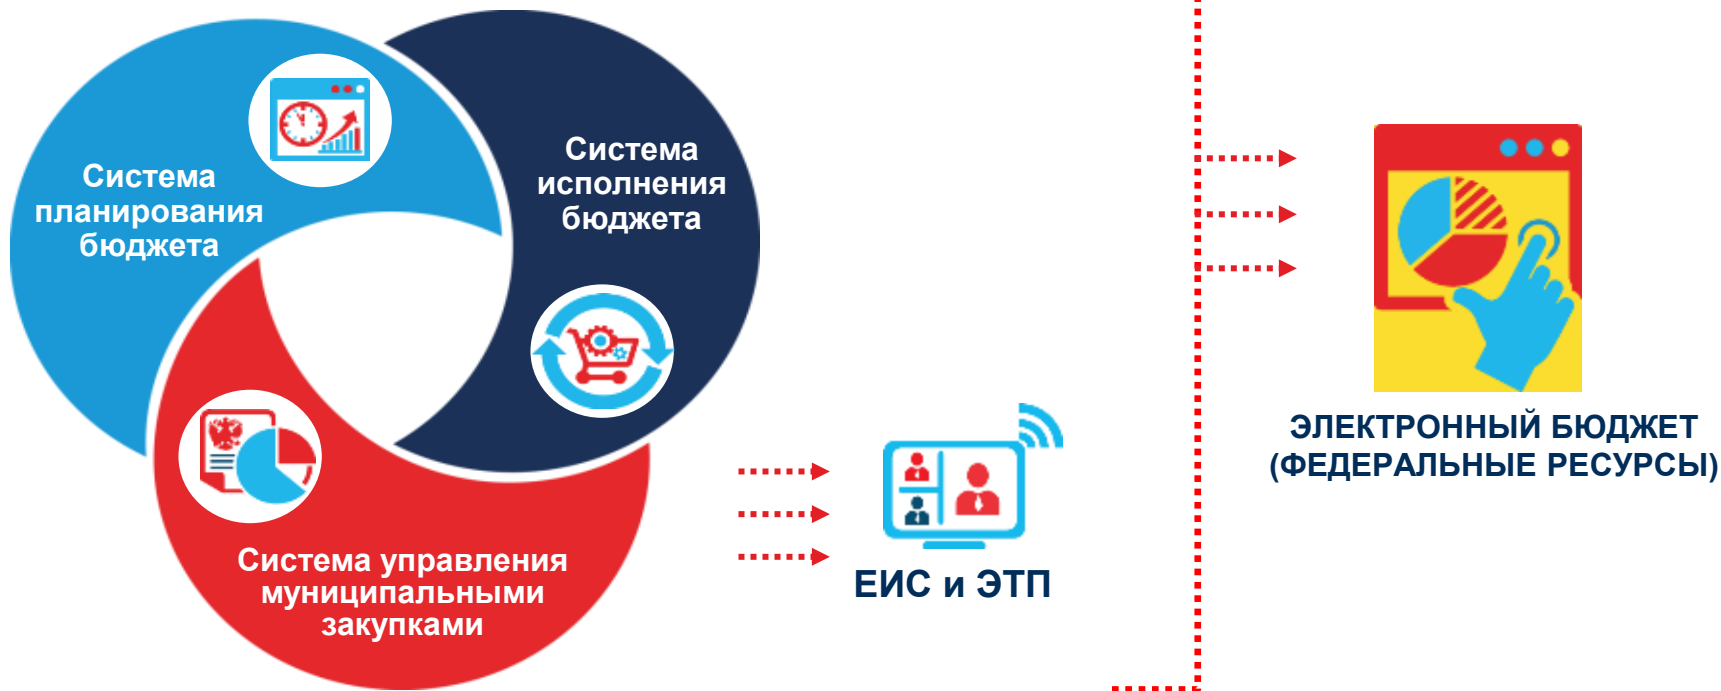 Система
планирования
бюджета
Система
исполнения
бюджета
Система управления
муниципальными
закупками
ЕИС и ЭТП
ЭЛЕКТРОННЫЙ БЮДЖЕТ
(ФЕДЕРАЛЬНЫЕ РЕСУРСЫ)